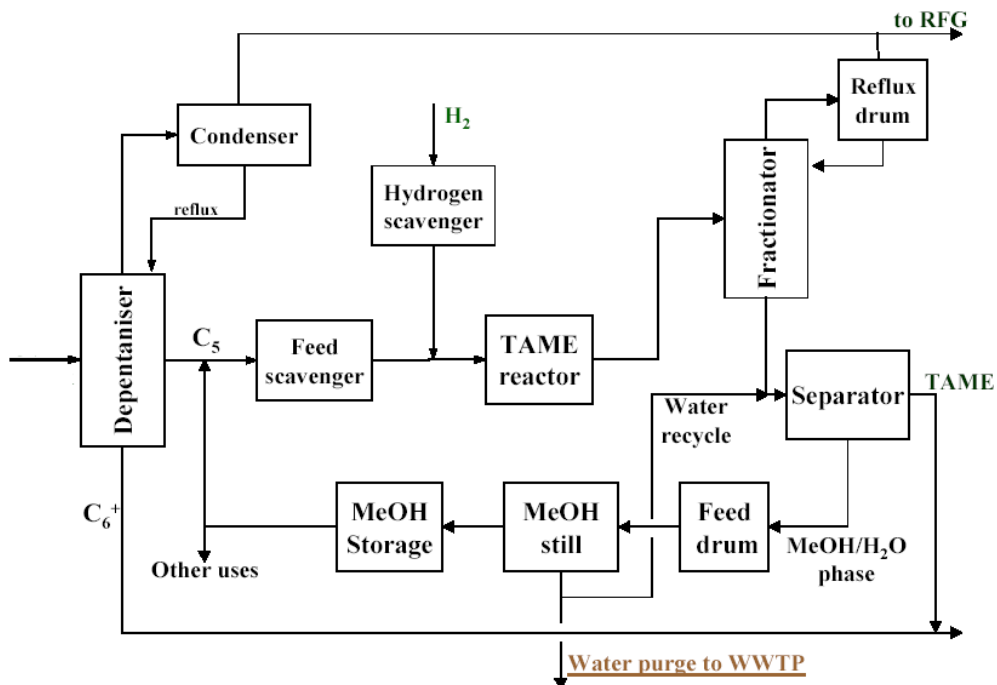 to RFG
Reflux
drum
Condenser
H₂
Hydrogen
scavenger
Fractionator
reflux
Depentaniser
C₅
Feed
scavenger
TAME
reactor
Separator
TAME
Water
recycle
C₆⁺
MeOH
Storage
MeOH
still
Feed
drum
MeOH/H₂O
phase
Other uses
Water purge to WWTP